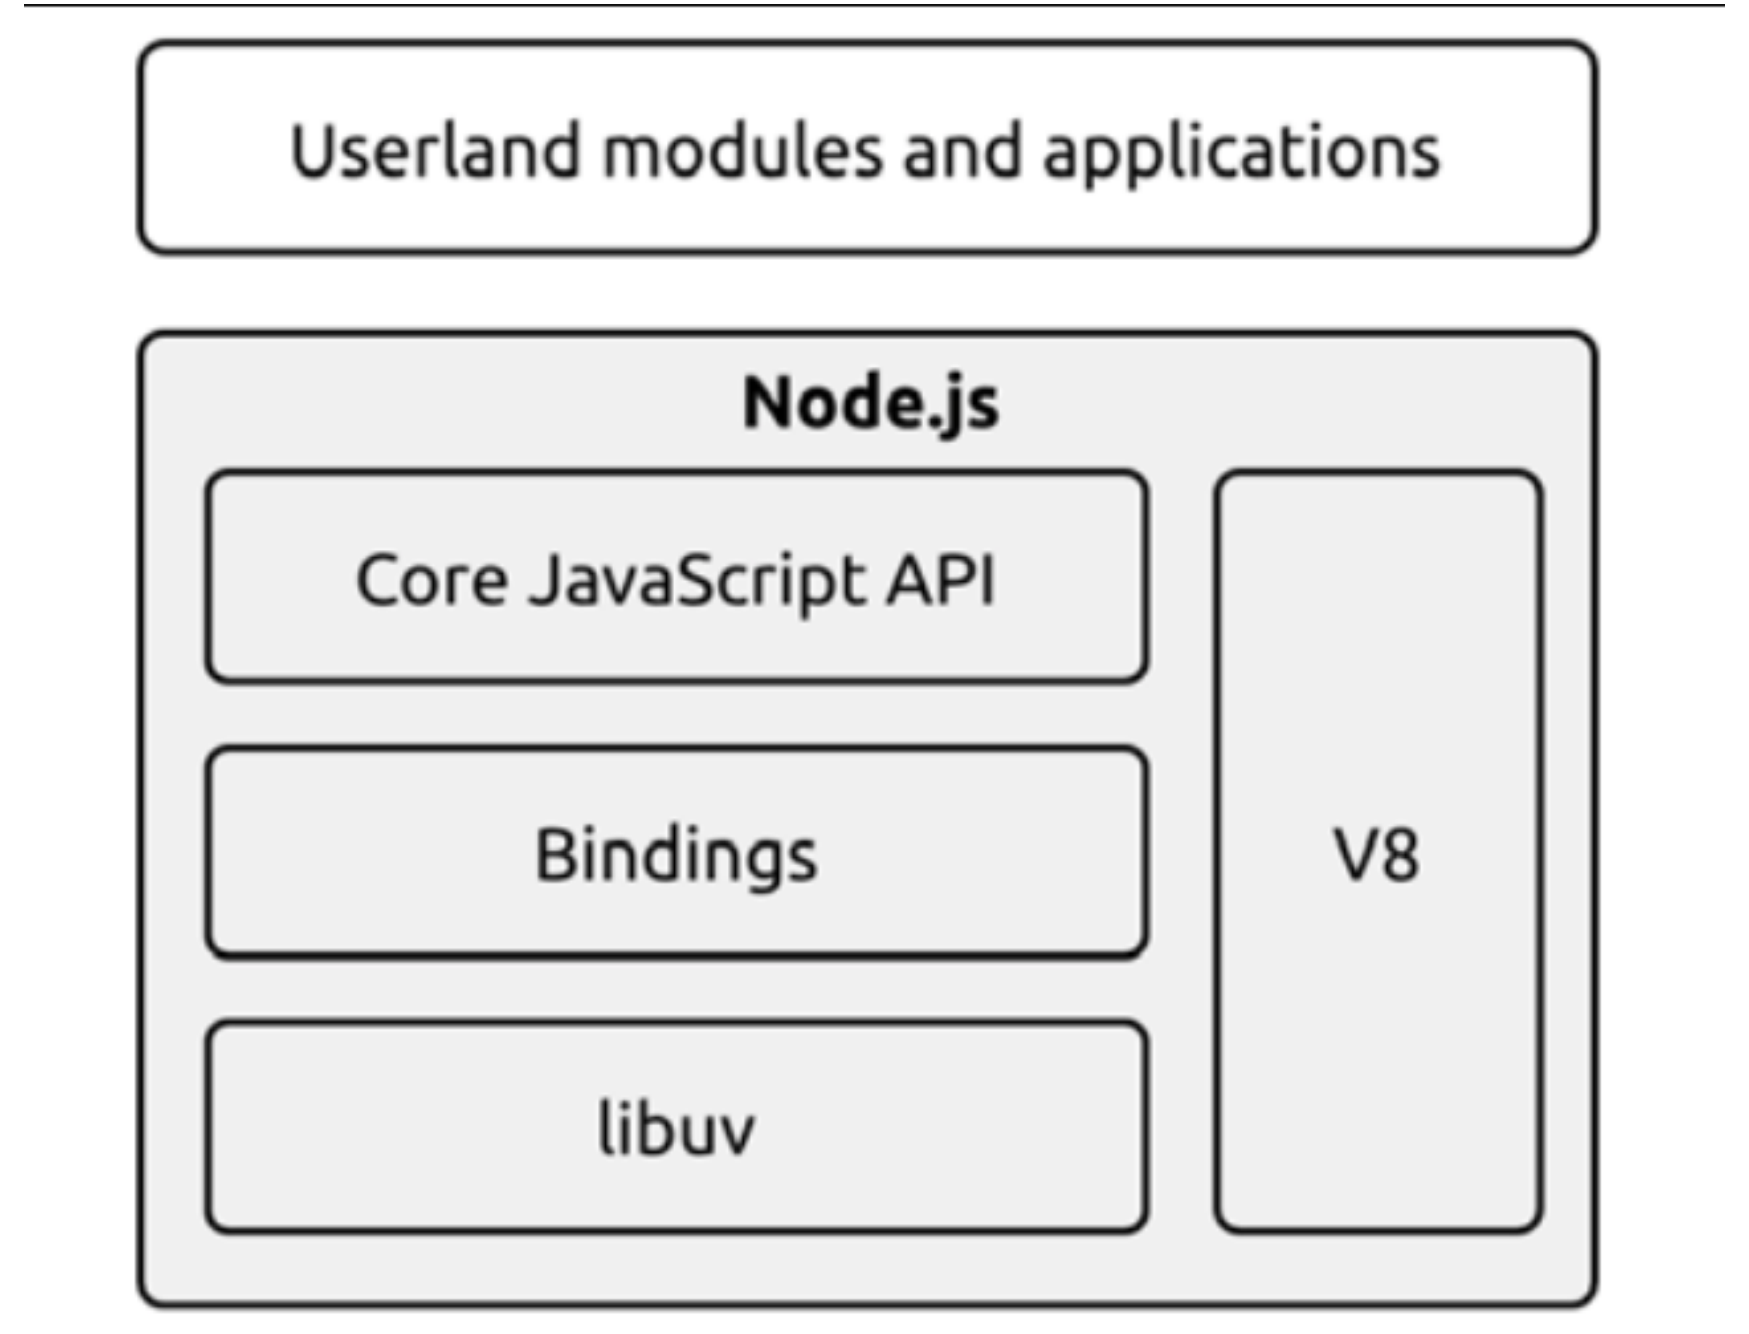 Userland modules and applications
Node.js
Core JavaScript API
Bindings
V8
libuv